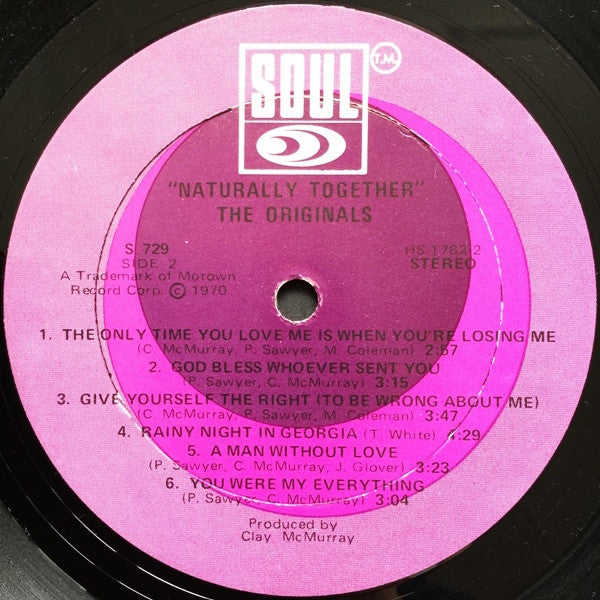 SOUL
T.M.
"NATURALLY TOGETHER"
THE ORIGINALS
S 729
SIDE 2
A Trademark of Motown
Record Corp. © 1970
HS 1782 2
STEREO
1. THE ONLY TIME YOU LOVE ME IS WHEN YOU'RE LOSING ME
(C. McMurray, P. Sawyer, M. Coleman) 2:57
2. GOD BLESS WHOEVER SENT YOU
(P. Sawyer, C. McMurray) 3:15
3. GIVE YOURSELF THE RIGHT (TO BE WRONG ABOUT ME)
(C. McMurray, P. Sawyer, M. Coleman) 3:47
4. RAINY NIGHT IN GEORGIA (T. White) 4:29
5. A MAN WITHOUT LOVE
(P. Sawyer, C. McMurray, J. Glover) 3:23
6. YOU WERE MY EVERYTHING
(P. Sawyer, C. McMurray) 3:04
Produced by
Clay McMurray